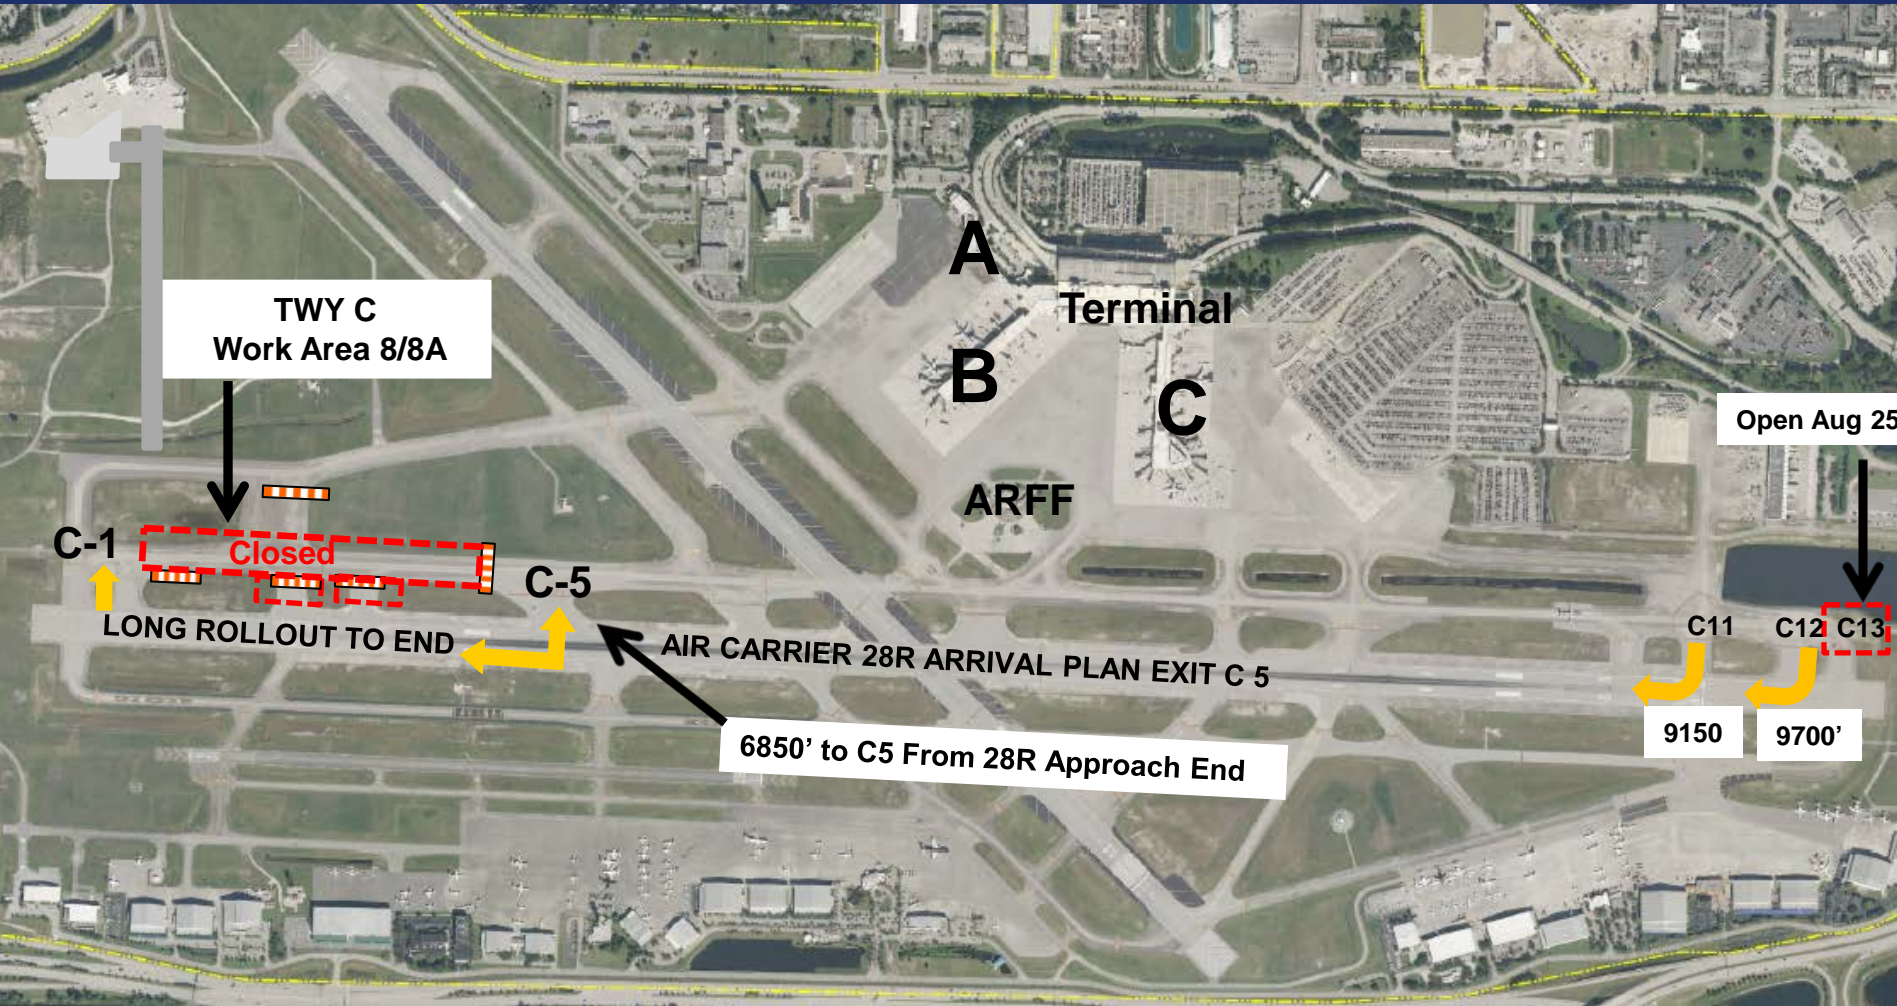 A
TWY C
Work Area 8/8A
Terminal
B
C
Open Aug 25
ARFF
C-1
Closed
C-5
LONG ROLLOUT TO END
AIR CARRIER 28R ARRIVAL PLAN EXIT C 5
C11
C12
C13
9150
9700’
6850’ to C5 From 28R Approach End